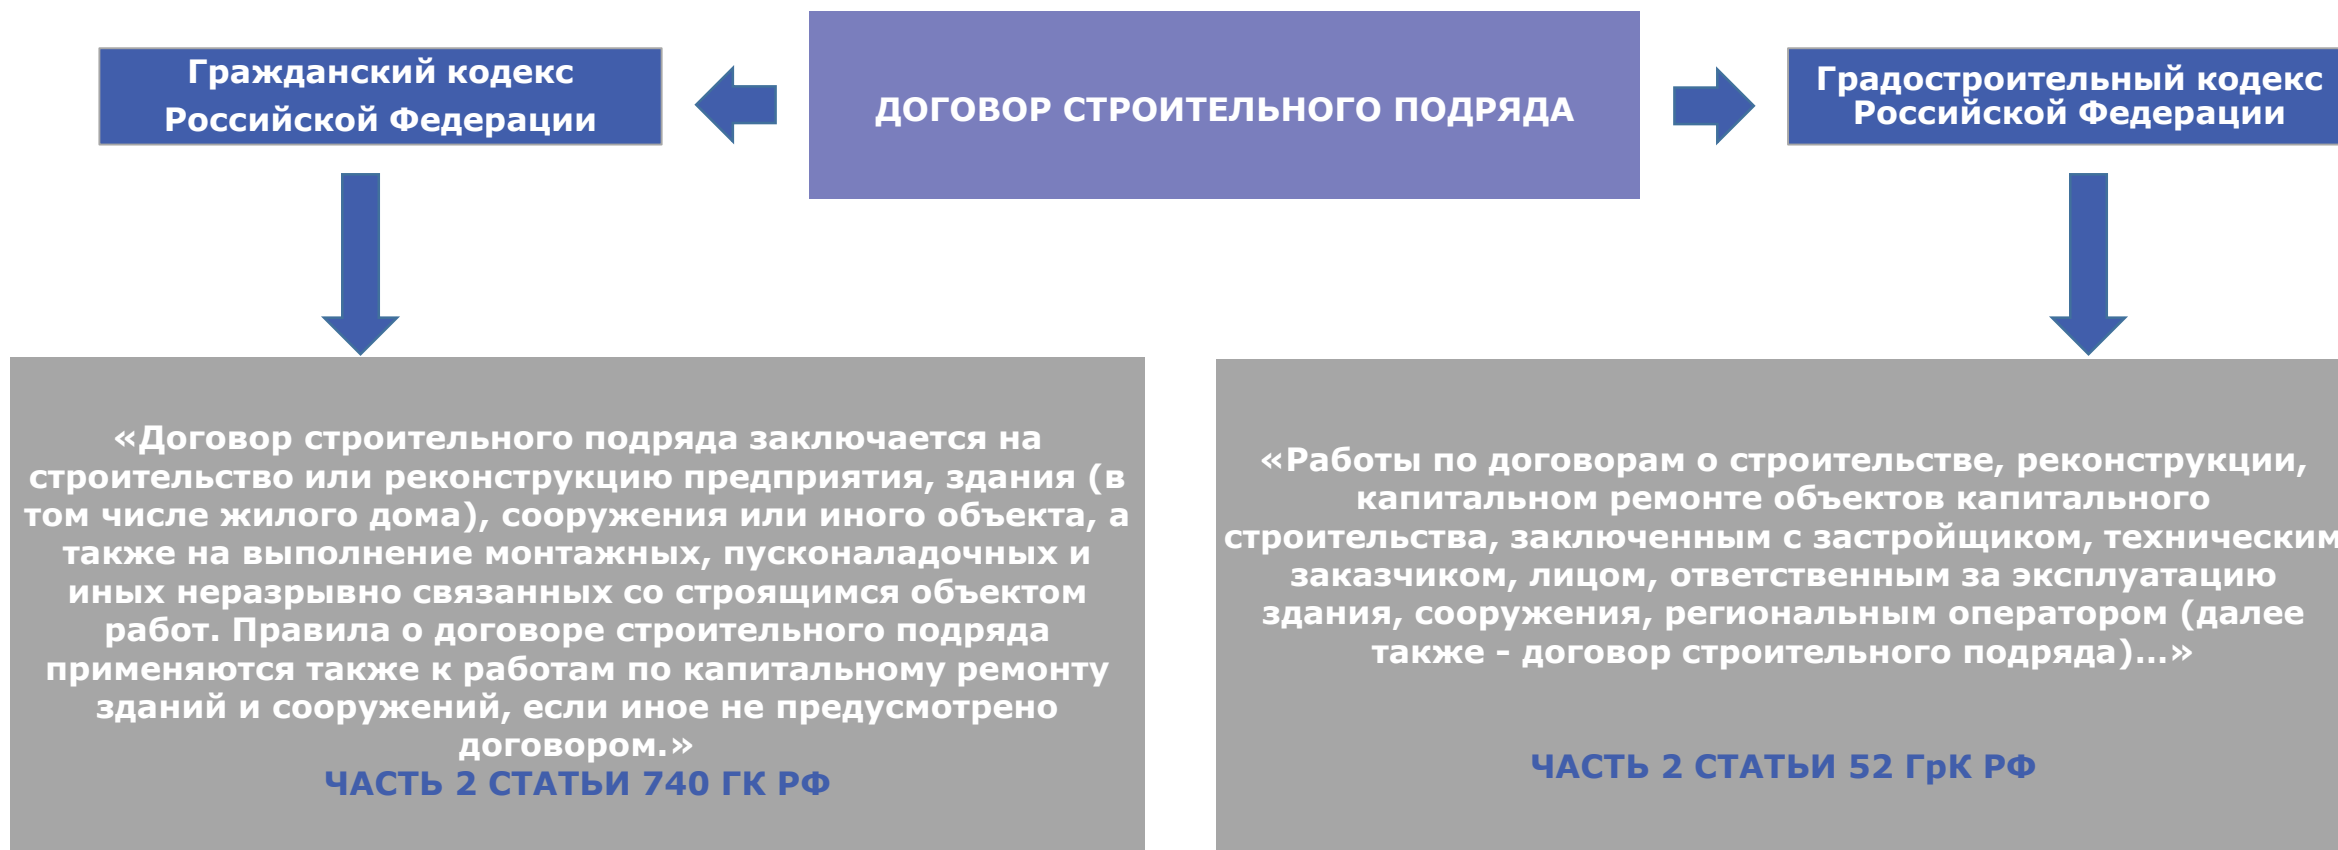 Гражданский кодекс
Российской Федерации
ДОГОВОР СТРОИТЕЛЬНОГО ПОДРЯДА
Градостроительный кодекс
Российской Федерации
«Договор строительного подряда заключается на
строительство или реконструкцию предприятия, здания (в
том числе жилого дома), сооружения или иного объекта, а
также на выполнение монтажных, пусконаладочных и
иных неразрывно связанных со строящимся объектом
работ. Правила о договоре строительного подряда
применяются также к работам по капитальному ремонту
зданий и сооружений, если иное не предусмотрено
договором.»
ЧАСТЬ 2 СТАТЬИ 740 ГК РФ
«Работы по договорам о строительстве, реконструкции,
капитальном ремонте объектов капитального
строительства, заключенным с застройщиком, техническим
заказчиком, лицом, ответственным за эксплуатацию
здания, сооружения, региональным оператором (далее
также - договор строительного подряда)...»
ЧАСТЬ 2 СТАТЬИ 52 ГрК РФ